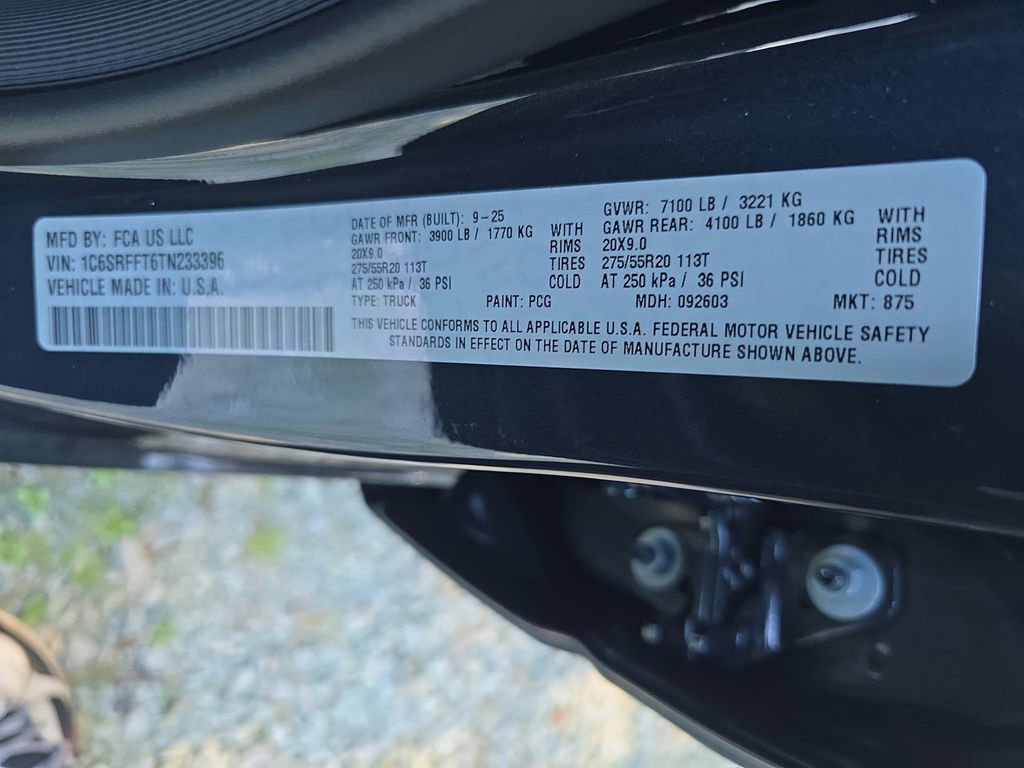 MFD BY: FCA US LLC
VIN: 1C6SRFFT6TN233396
VEHICLE MADE IN: U.S.A.
DATE OF MFR (BUILT): 9-25
GAWR FRONT: 3900 LB / 1770 KG WITH
20X9.0 RIMS
275/55R20 113T TIRES
AT 250 kPa / 36 PSI COLD
GVWR: 7100 LB / 3221 KG
GAWR REAR: 4100 LB / 1860 KG WITH
20X9.0 RIMS
275/55R20 113T TIRES
AT 250 kPa / 36 PSI COLD
TYPE: TRUCK PAINT: PCG MDH: 092603 MKT: 875
THIS VEHICLE CONFORMS TO ALL APPLICABLE U.S.A. FEDERAL MOTOR VEHICLE SAFETY
STANDARDS IN EFFECT ON THE DATE OF MANUFACTURE SHOWN ABOVE.